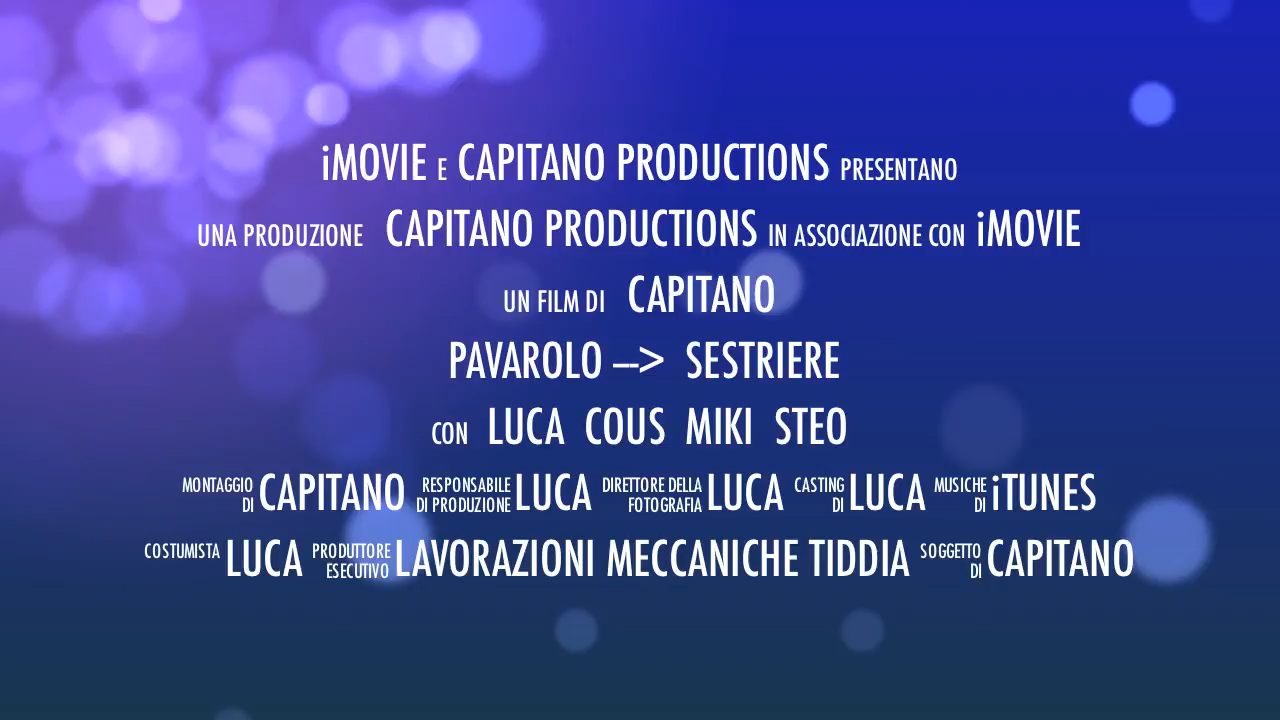 iMOVIE E CAPITANO PRODUCTIONS PRESENTANO
UNA PRODUZIONE CAPITANO PRODUCTIONS IN ASSOCIAZIONE CON iMOVIE
UN FILM DI CAPITANO
PAVAROLO --> SESTRIERE
CON LUCA COUS MIKI STEO
MONTAGGIO DI CAPITANO RESPONSABILE DI PRODUZIONE LUCA DIRETTORE DELLA FOTOGRAFIA LUCA CASTING DI LUCA MUSICHE DI iTUNES
COSTUMISTA LUCA PRODUTTORE ESECUTIVO LAVORAZIONI MECCANICHE TIDDIA SOGGETTO DI CAPITANO